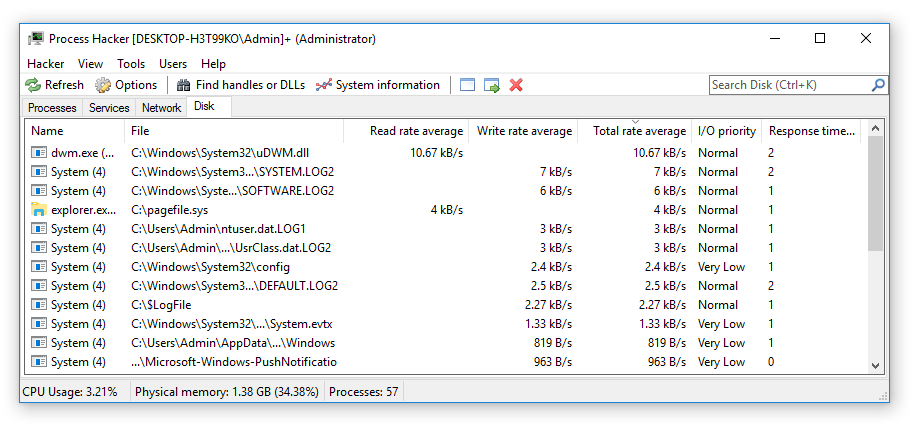 Process Hacker [DESKTOP-H3T99KO\Admin]+ (Administrator)
Hacker View Tools Users Help
Refresh Options Find handles or DLLs System information Search Disk (Ctrl+K)
Processes Services Network Disk
Name File Read rate average Write rate average Total rate average I/O priority Response time...
dwm.exe (... C:\Windows\System32\uDWM.dll 10.67 kB/s 10.67 kB/s Normal 2
System (4) C:\Windows\System3...\SYSTEM.LOG2 7 kB/s 7 kB/s Normal 2
System (4) C:\Windows\Syste...\SOFTWARE.LOG2 6 kB/s 6 kB/s Normal 1
explorer.ex... C:\pagefile.sys 4 kB/s 4 kB/s Normal 1
System (4) C:\Users\Admin\ntuser.dat.LOG1 3 kB/s 3 kB/s Normal 1
System (4) C:\Users\Admin\...\UsrClass.dat.LOG2 3 kB/s 3 kB/s Normal 1
System (4) C:\Windows\System32\config 2.4 kB/s 2.4 kB/s Very Low 1
System (4) C:\Windows\System3...\DEFAULT.LOG2 2.5 kB/s 2.5 kB/s Normal 2
System (4) C:\$LogFile 2.27 kB/s 2.27 kB/s Normal 1
System (4) C:\Windows\System32\...\System.evtx 1.33 kB/s 1.33 kB/s Very Low 1
System (4) C:\Users\Admin\AppData\...\Windows 819 B/s 819 B/s Very Low 1
System (4) ...\Microsoft-Windows-PushNotificatio 963 B/s 963 B/s Very Low 0
CPU Usage: 3.21% Physical memory: 1.38 GB (34.38%) Processes: 57